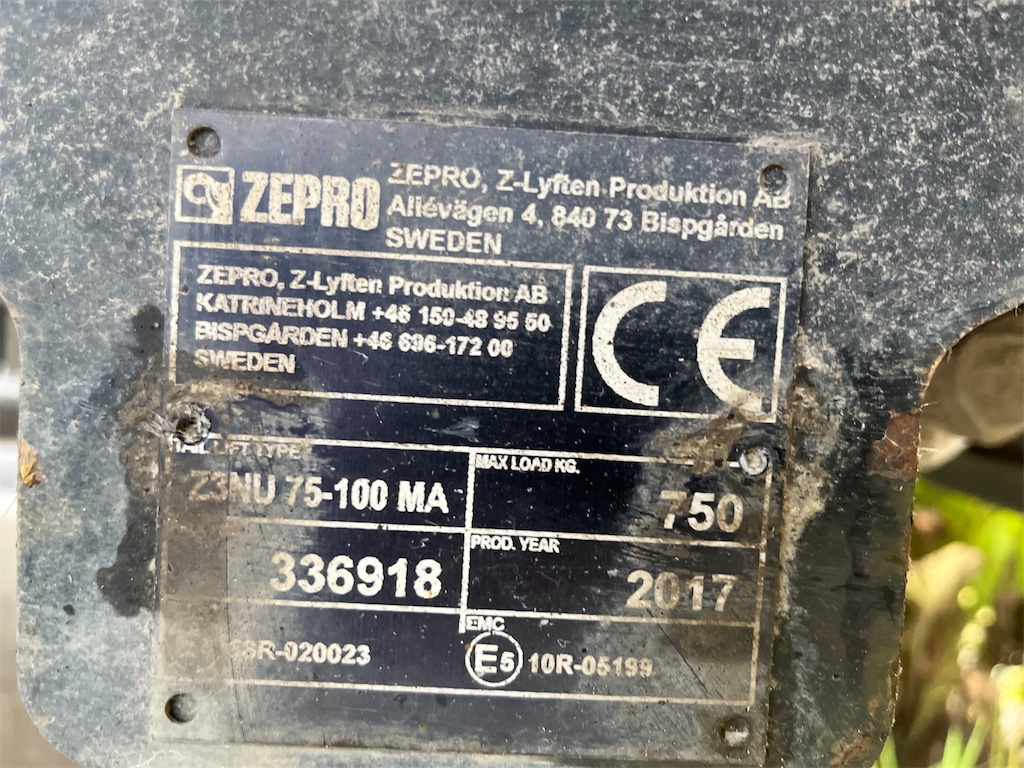 ZEPRO
ZEPRO, Z-Lyften Produktion AB
Allévägen 4, 840 73 Bispgården
SWEDEN
ZEPRO, Z-Lyften Produktion AB
KATRINEHOLM +46 150-48 95 50
BISPGÅRDEN +46 696-172 00
SWEDEN
CE
TYPE
Z3NU 75-100 MA
MAX LOAD KG.
750
336918
PROD. YEAR
2017
EMC
E5 10R-05199